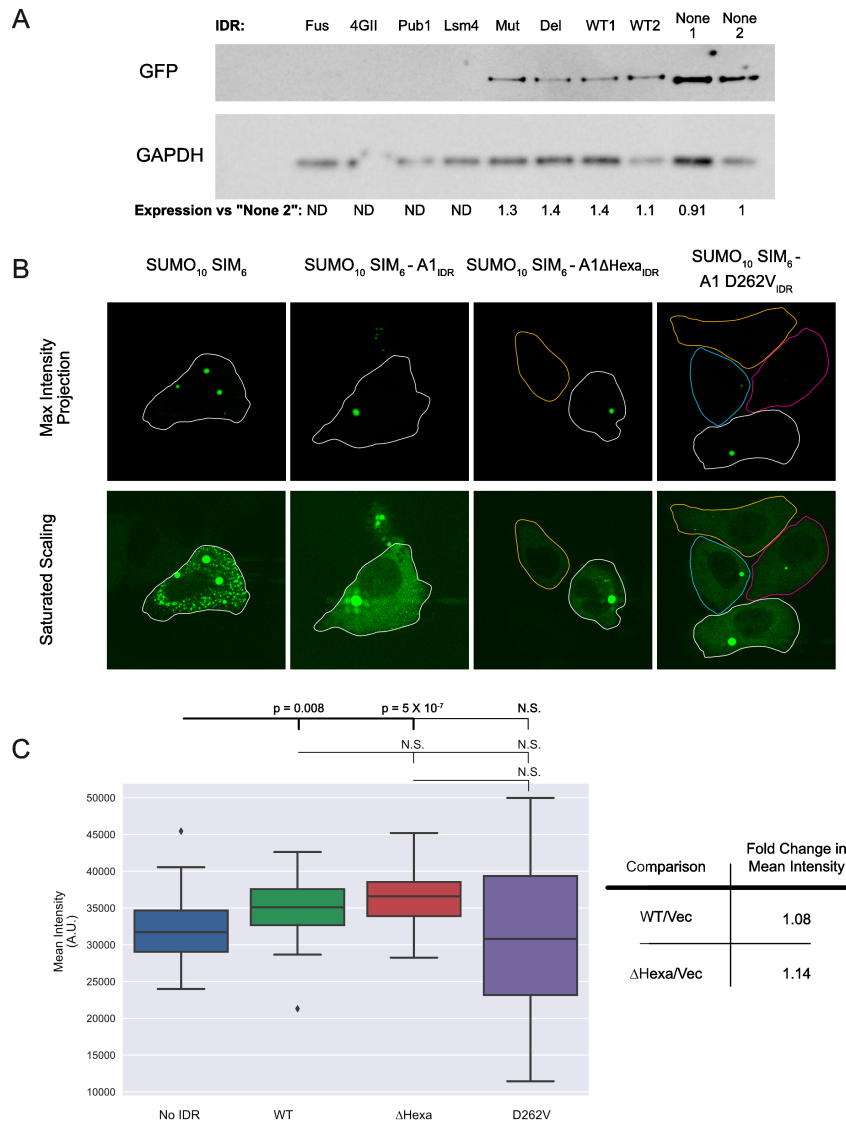 A
IDR: Fus 4GII Pub1 Lsm4 Mut Del WT1 WT2 None 1 None 2
GFP
GAPDH
Expression vs "None 2": ND ND ND ND 1.3 1.4 1.4 1.1 0.91 1
B
SUMO₁₀ SIM₆
SUMO₁₀ SIM₆ - A1IDR
SUMO₁₀ SIM₆ - A1∆HexaIDR
SUMO₁₀ SIM₆ -
A1 D262VIDR
Max Intensity
Projection
Saturated Scaling
p = 0.008 p = 5 X 10⁻⁷ N.S.
N.S. N.S.
N.S.
C
Mean Intensity
(A.U.)
50000
45000
40000
35000
30000
25000
20000
15000
10000
No IDR WT ∆Hexa D262V
Comparison Fold Change in
Mean Intensity
WT/Vec 1.08
∆Hexa/Vec 1.14